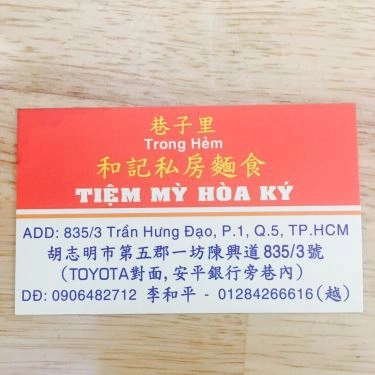 巷子里
Trong Hẻm
和記私房麵食
TIỆM MỲ HÒA KÝ
ADD: 835/3 Trần Hưng Đạo, P.1, Q.5, TP.HCM
胡志明市第五郡一坊陳興道835/3號
(TOYOTA對面,安平銀行旁巷內)
DĐ: 0906482712 李和平 - 01284266616(越)